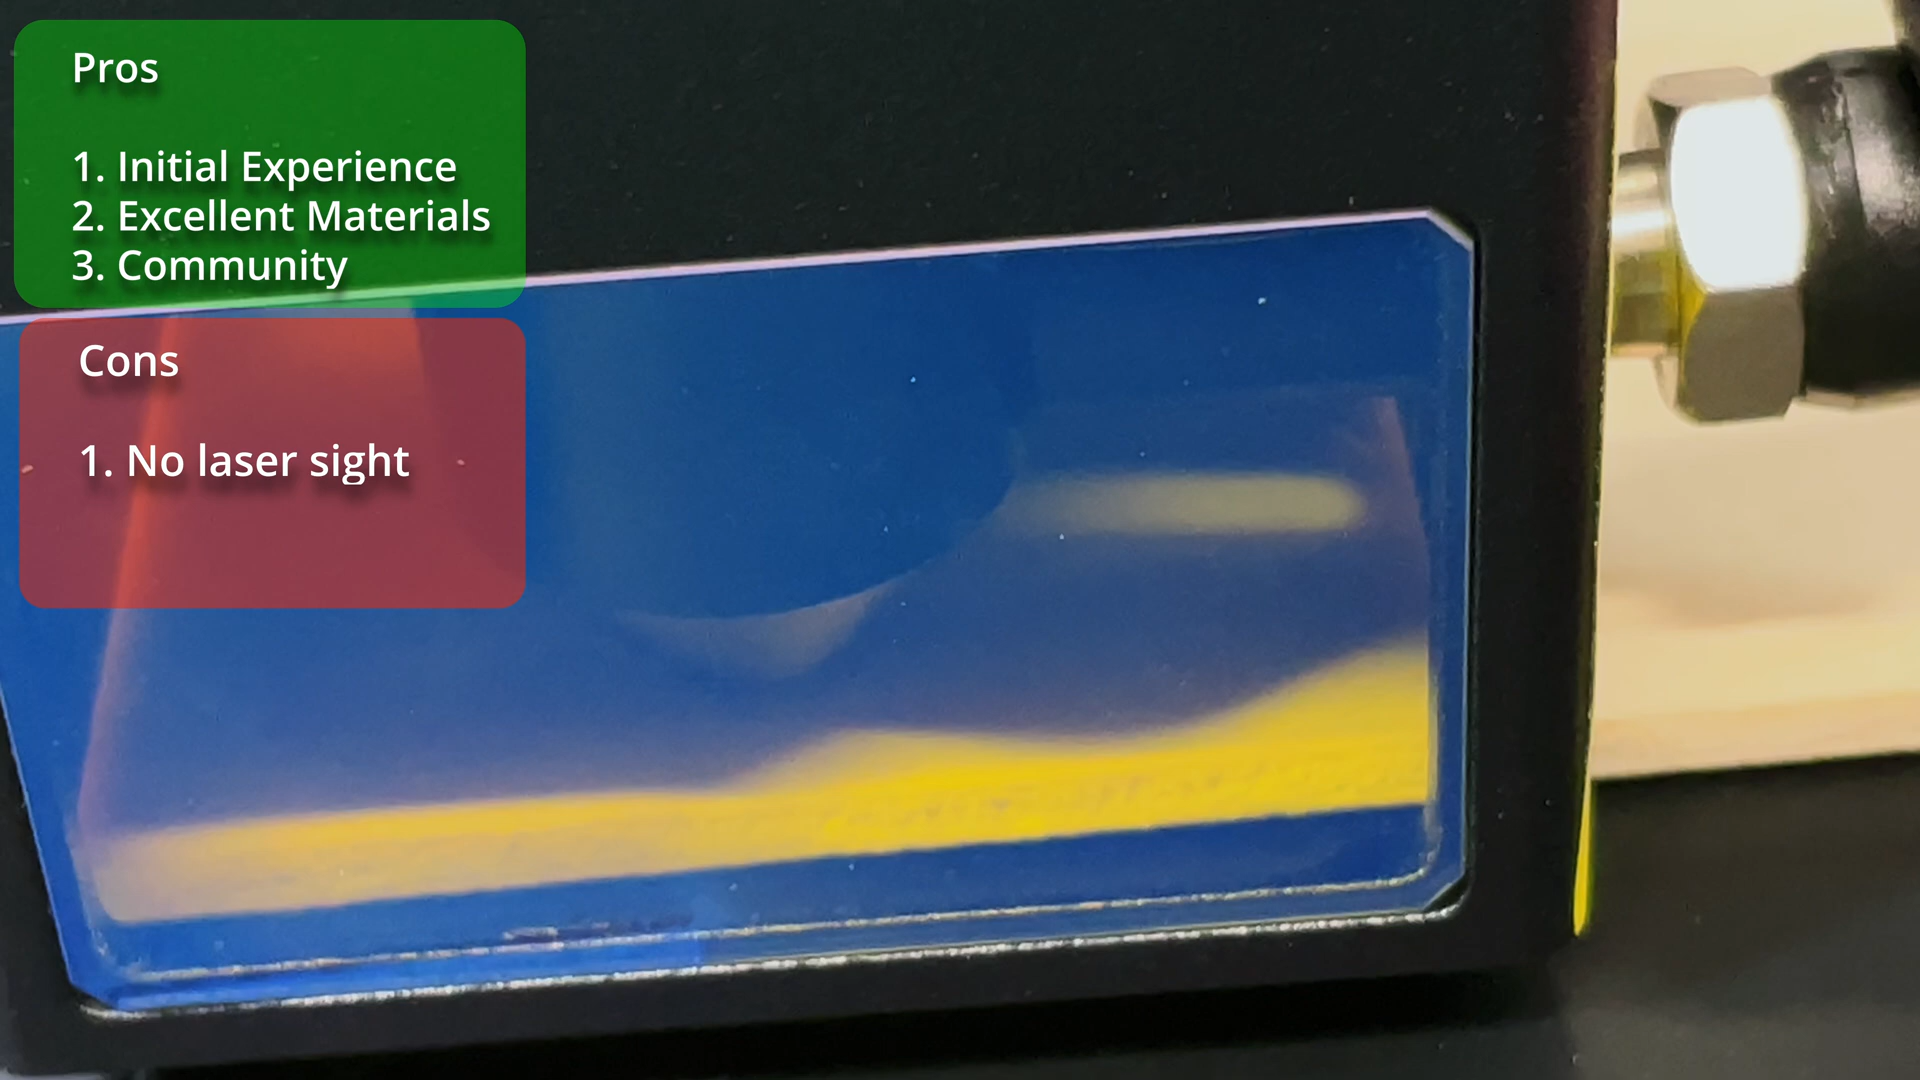 Pros
1. Initial Experience
2. Excellent Materials
3. Community
Cons
1. No laser sight